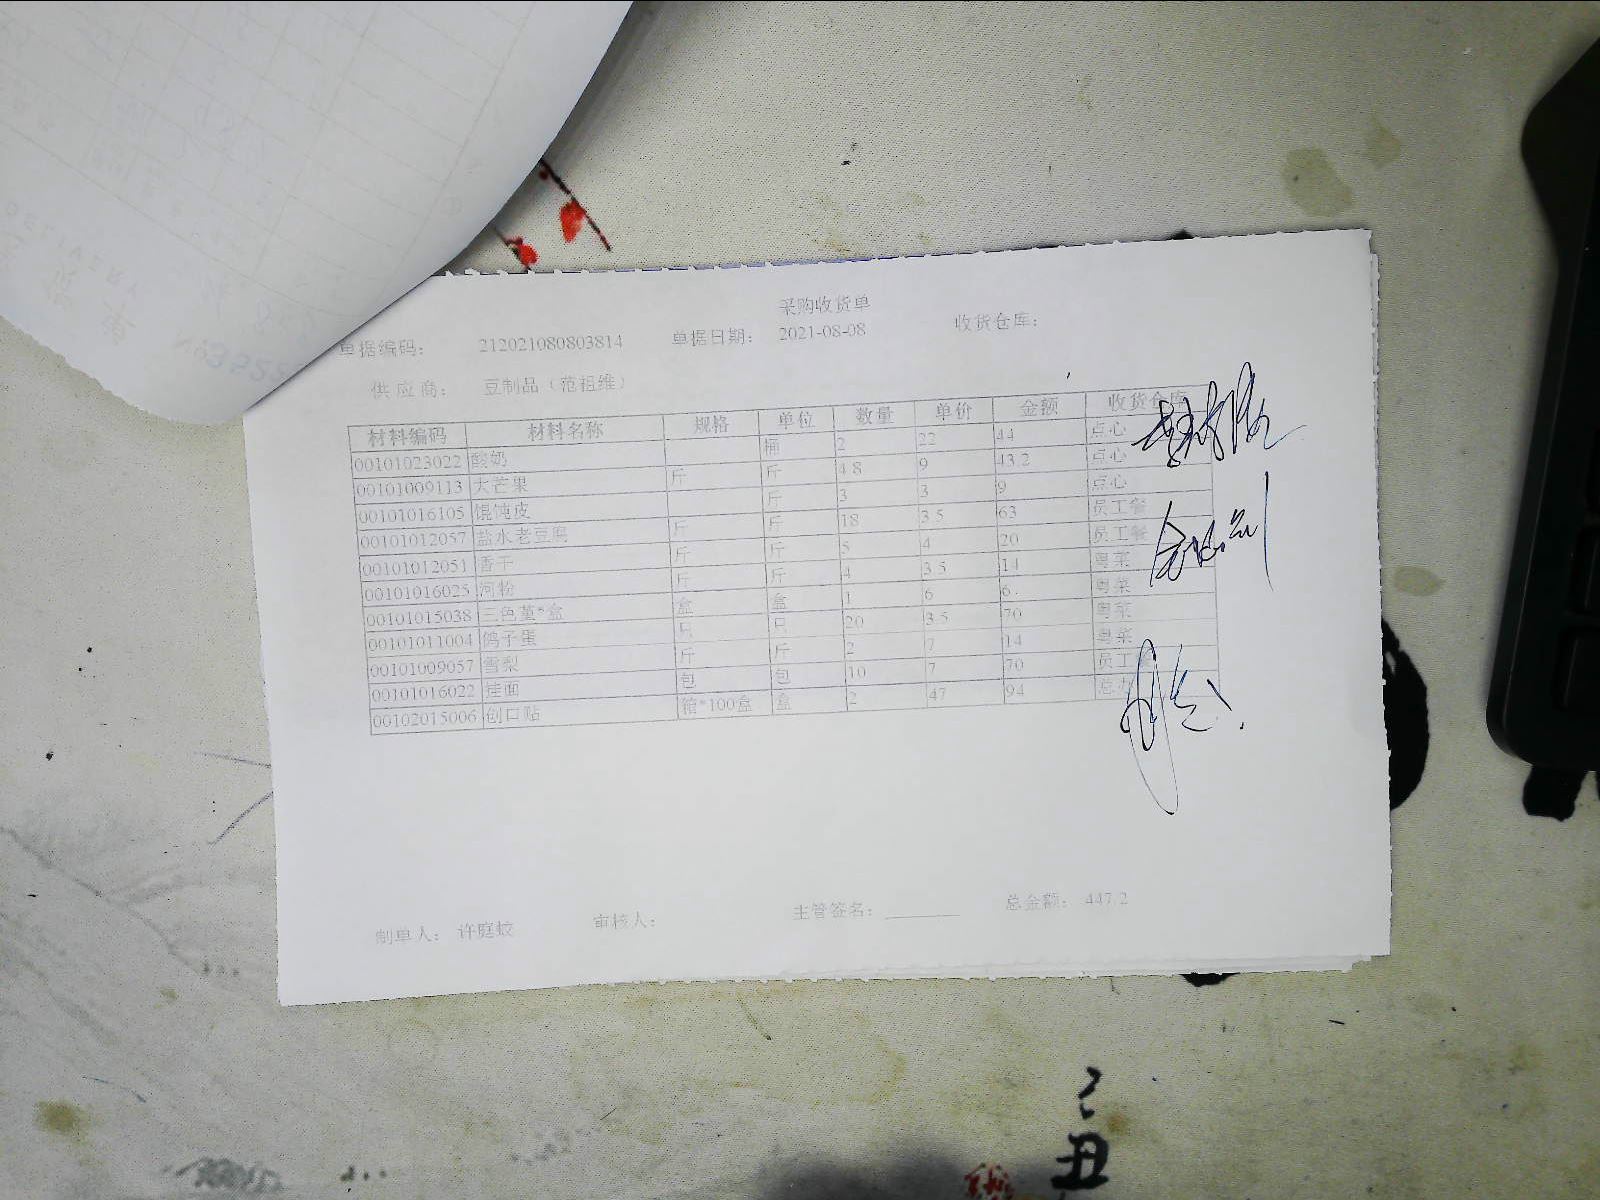 采购收货单
单据编码： 212021080803814 单据日期： 2021-08-08 收货仓库：
供应商： 豆制品（范祖维）
材料编码 材料名称 规格 单位 数量 单价 金额 收货仓库
00101023022 酸奶 桶 2 22 44 点心
00101009113 大芒果 斤 斤 4.8 9 43.2 点心
00101016105 馄饨皮 斤 3 3 9 点心
00101012057 盐水老豆腐 斤 斤 18 3.5 63 员工餐
00101012051 香干 斤 斤 5 4 20 员工餐
00101016025 河粉 斤 斤 4 3.5 14 粤菜
00101015038 三色堇*盒 盒 盒 1 6 6 粤菜
00101011004 鸽子蛋 只 只 20 3.5 70 粤菜
00101009057 雪梨 斤 斤 2 7 14 粤菜
00101016022 挂面 包 包 10 7 70 员工餐
00102015006 创口贴 箱*100盒 盒 2 47 94 总办
制单人： 许庭蛟 审核人： 主管签名： 总金额： 447.2
丑